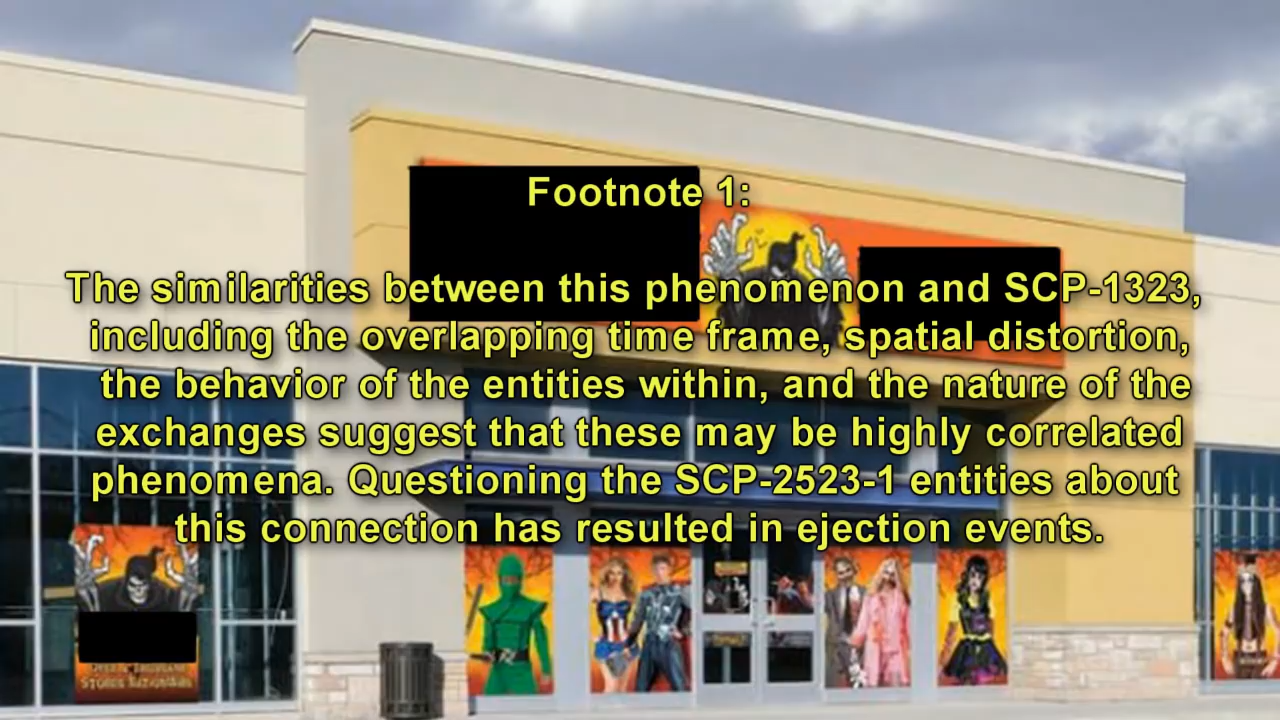 Footnote 1:
The similarities between this phenomenon and SCP-1323,
including the overlapping time frame, spatial distortion,
the behavior of the entities within, and the nature of the
exchanges suggest that these may be highly correlated
phenomena. Questioning the SCP-2523-1 entities about
this connection has resulted in ejection events.
STORES NATIONWIDE